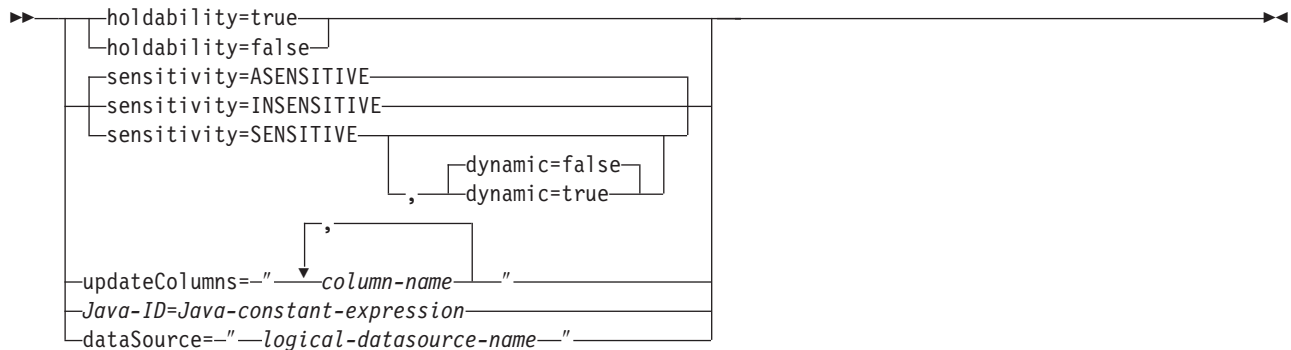 holdability=true
holdability=false
sensitivity=ASENSITIVE
sensitivity=INSENSITIVE
sensitivity=SENSITIVE
dynamic=false
, dynamic=true
,
updateColumns= " column-name "
Java-ID=Java-constant-expression
dataSource= " logical-datasource-name "